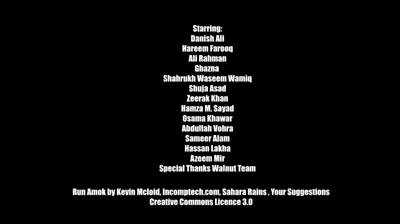 Starring:
Danish Ali
Hareem Farooq
Ali Rahman
Ghazna
Shahrukh Waseem Wamiq
Shuja Asad
Zeerak Khan
Hamza M. Sayad
Osama Khawar
Abdullah Vohra
Sameer Alam
Hassan Lakha
Azeem Mir
Special Thanks Walnut Team
Run Amok by Kevin Mcloid, Incomptech.com, Sahara Rains , Your Suggestions
Creative Commons Licence 3.0